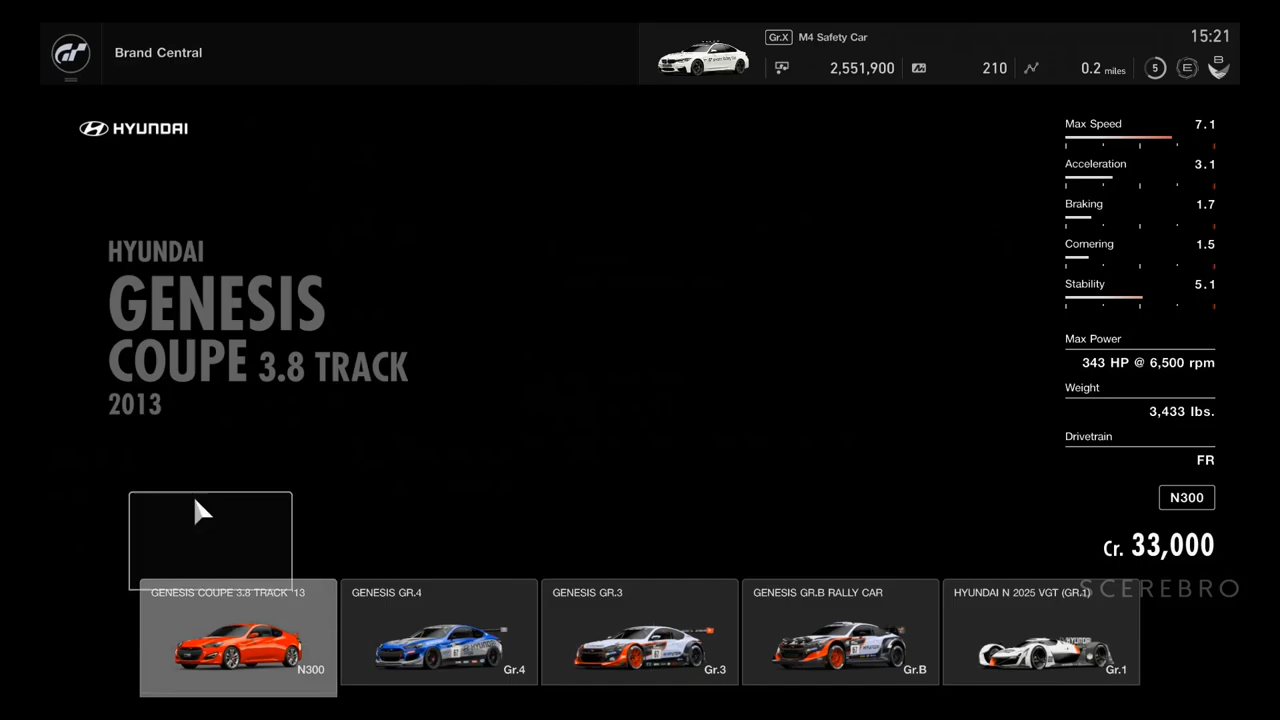 GT
Brand Central
Gr.X M4 Safety Car
15:21
2,551,900
210
0.2 miles
5
E
B
HYUNDAI
HYUNDAI
GENESIS
COUPE 3.8 TRACK
2013
Max Speed 7.1
Acceleration 3.1
Braking 1.7
Cornering 1.5
Stability 5.1
Max Power
343 HP @ 6,500 rpm
Weight
3,433 lbs.
Drivetrain
FR
N300
Cr. 33,000
SCEREBRO
GENESIS COUPE 3.8 TRACK '13
N300
GENESIS GR.4
Gr.4
GENESIS GR.3
Gr.3
GENESIS GR.B RALLY CAR
Gr.B
HYUNDAI N 2025 VGT (GR.1)
Gr.1